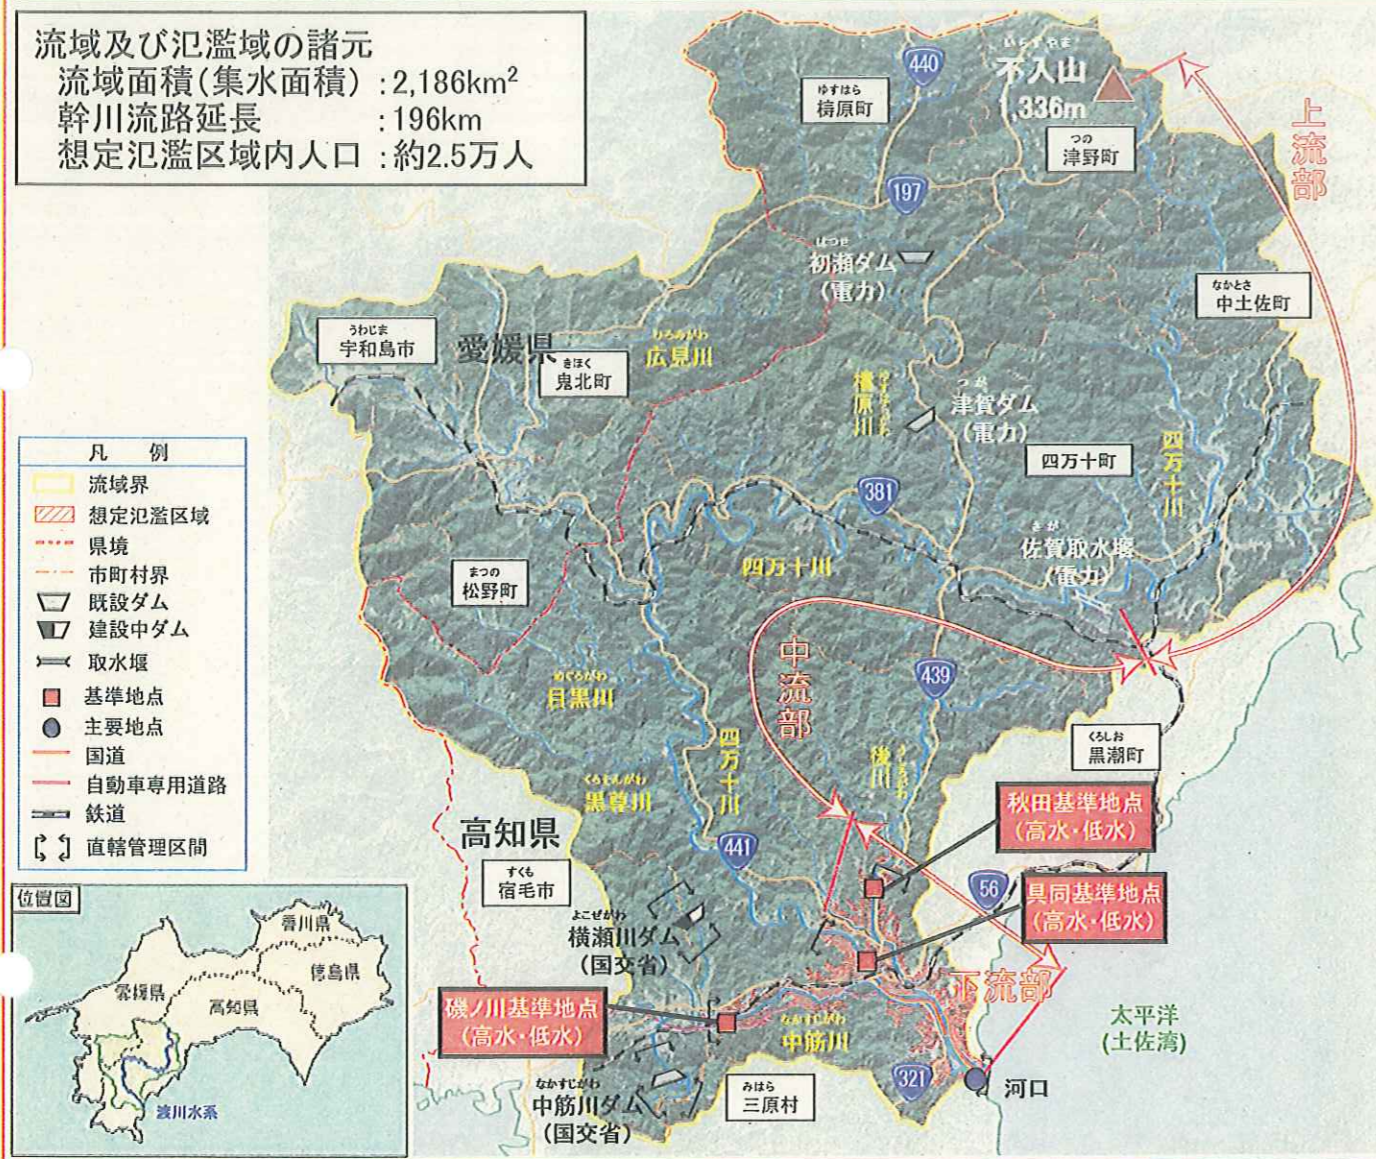 流域及び氾濫域の諸元
流域面積(集水面積):2,186km²
幹川流路延長:196km
想定氾濫区域内人口:約2.5万人
440
いらずやま
不入山
1,336m
ゆすはら
檮原町
つの
津野町
上流部
197
はつせ
初瀬ダム
(電力)
なかとさ
中土佐町
うわじま
宇和島市
愛媛県
きほく
鬼北町
ひろみがわ
広見川
檮原川
ゆすはらがわ
つが
津賀ダム
(電力)
四万十町
四万十川
381
さが
佐賀取水堰
(電力)
四万十川
まつの
松野町
中流部
439
めぐろがわ
目黒川
四万十川
後川
うしろがわ
くろしお
黒潮町
くろそんがわ
黒尊川
秋田基準地点
(高水・低水)
高知県
441
すくも
宿毛市
56
具同基準地点
(高水・低水)
よこぜがわ
横瀬川ダム
(国交省)
下流部
磯ノ川基準地点
(高水・低水)
なかすじがわ
中筋川
太平洋
(土佐湾)
321
河口
なかすじがわ
中筋川ダム
(国交省)
みはら
三原村
凡例
流域界
想定氾濫区域
県境
市町村界
既設ダム
建設中ダム
取水堰
基準地点
主要地点
国道
自動車専用道路
鉄道
直轄管理区間
位置図
香川県
徳島県
愛媛県
高知県
渡川水系